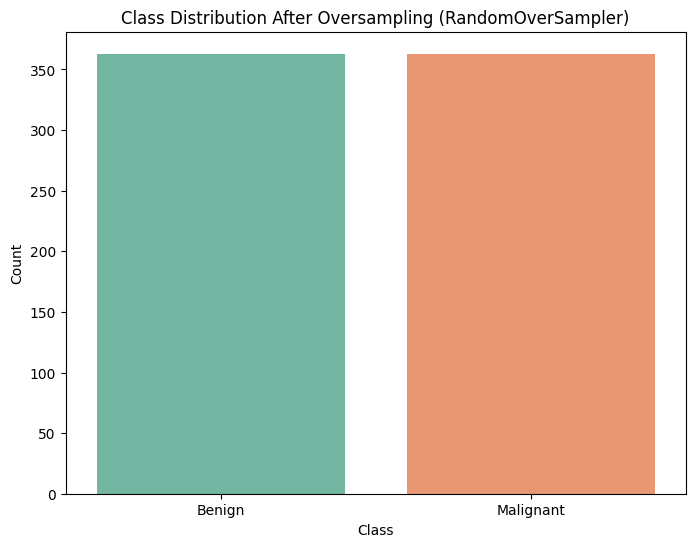 Class Distribution After Oversampling (RandomOverSampler)
350
300
250
200
150
100
50
0
Count
Benign
Malignant
Class